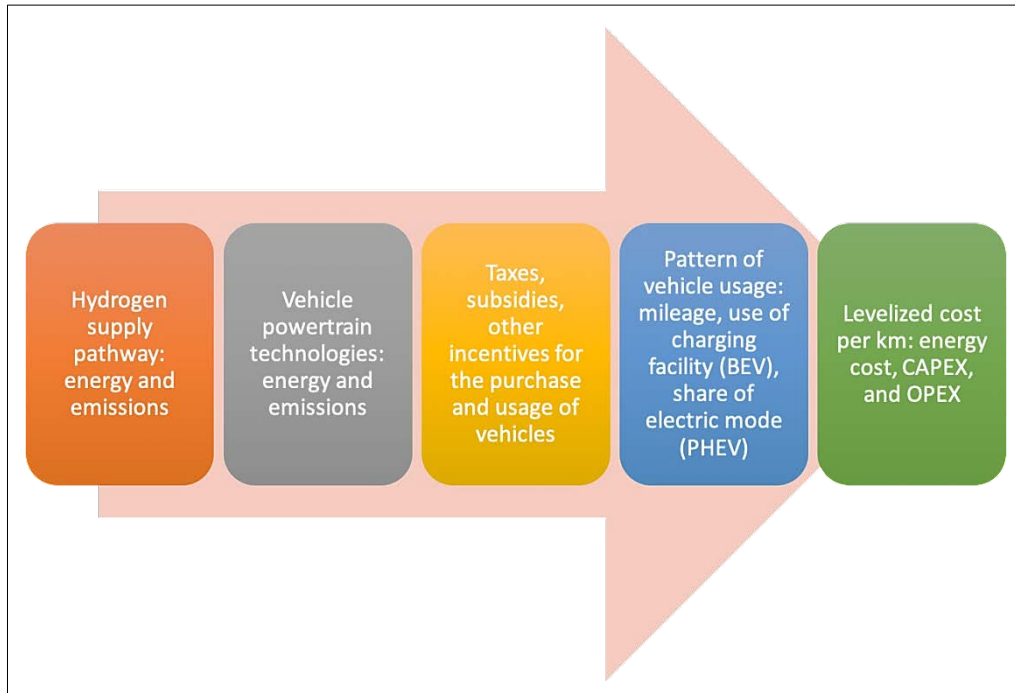 Hydrogen
supply
pathway:
energy and
emissions
Vehicle
powertrain
technologies:
energy and
emissions
Taxes,
subsidies,
other
incentives for
the purchase
and usage of
vehicles
Pattern of
vehicle usage:
mileage, use of
charging
facility (BEV),
share of
electric mode
(PHEV)
Levelized cost
per km: energy
cost, CAPEX,
and OPEX